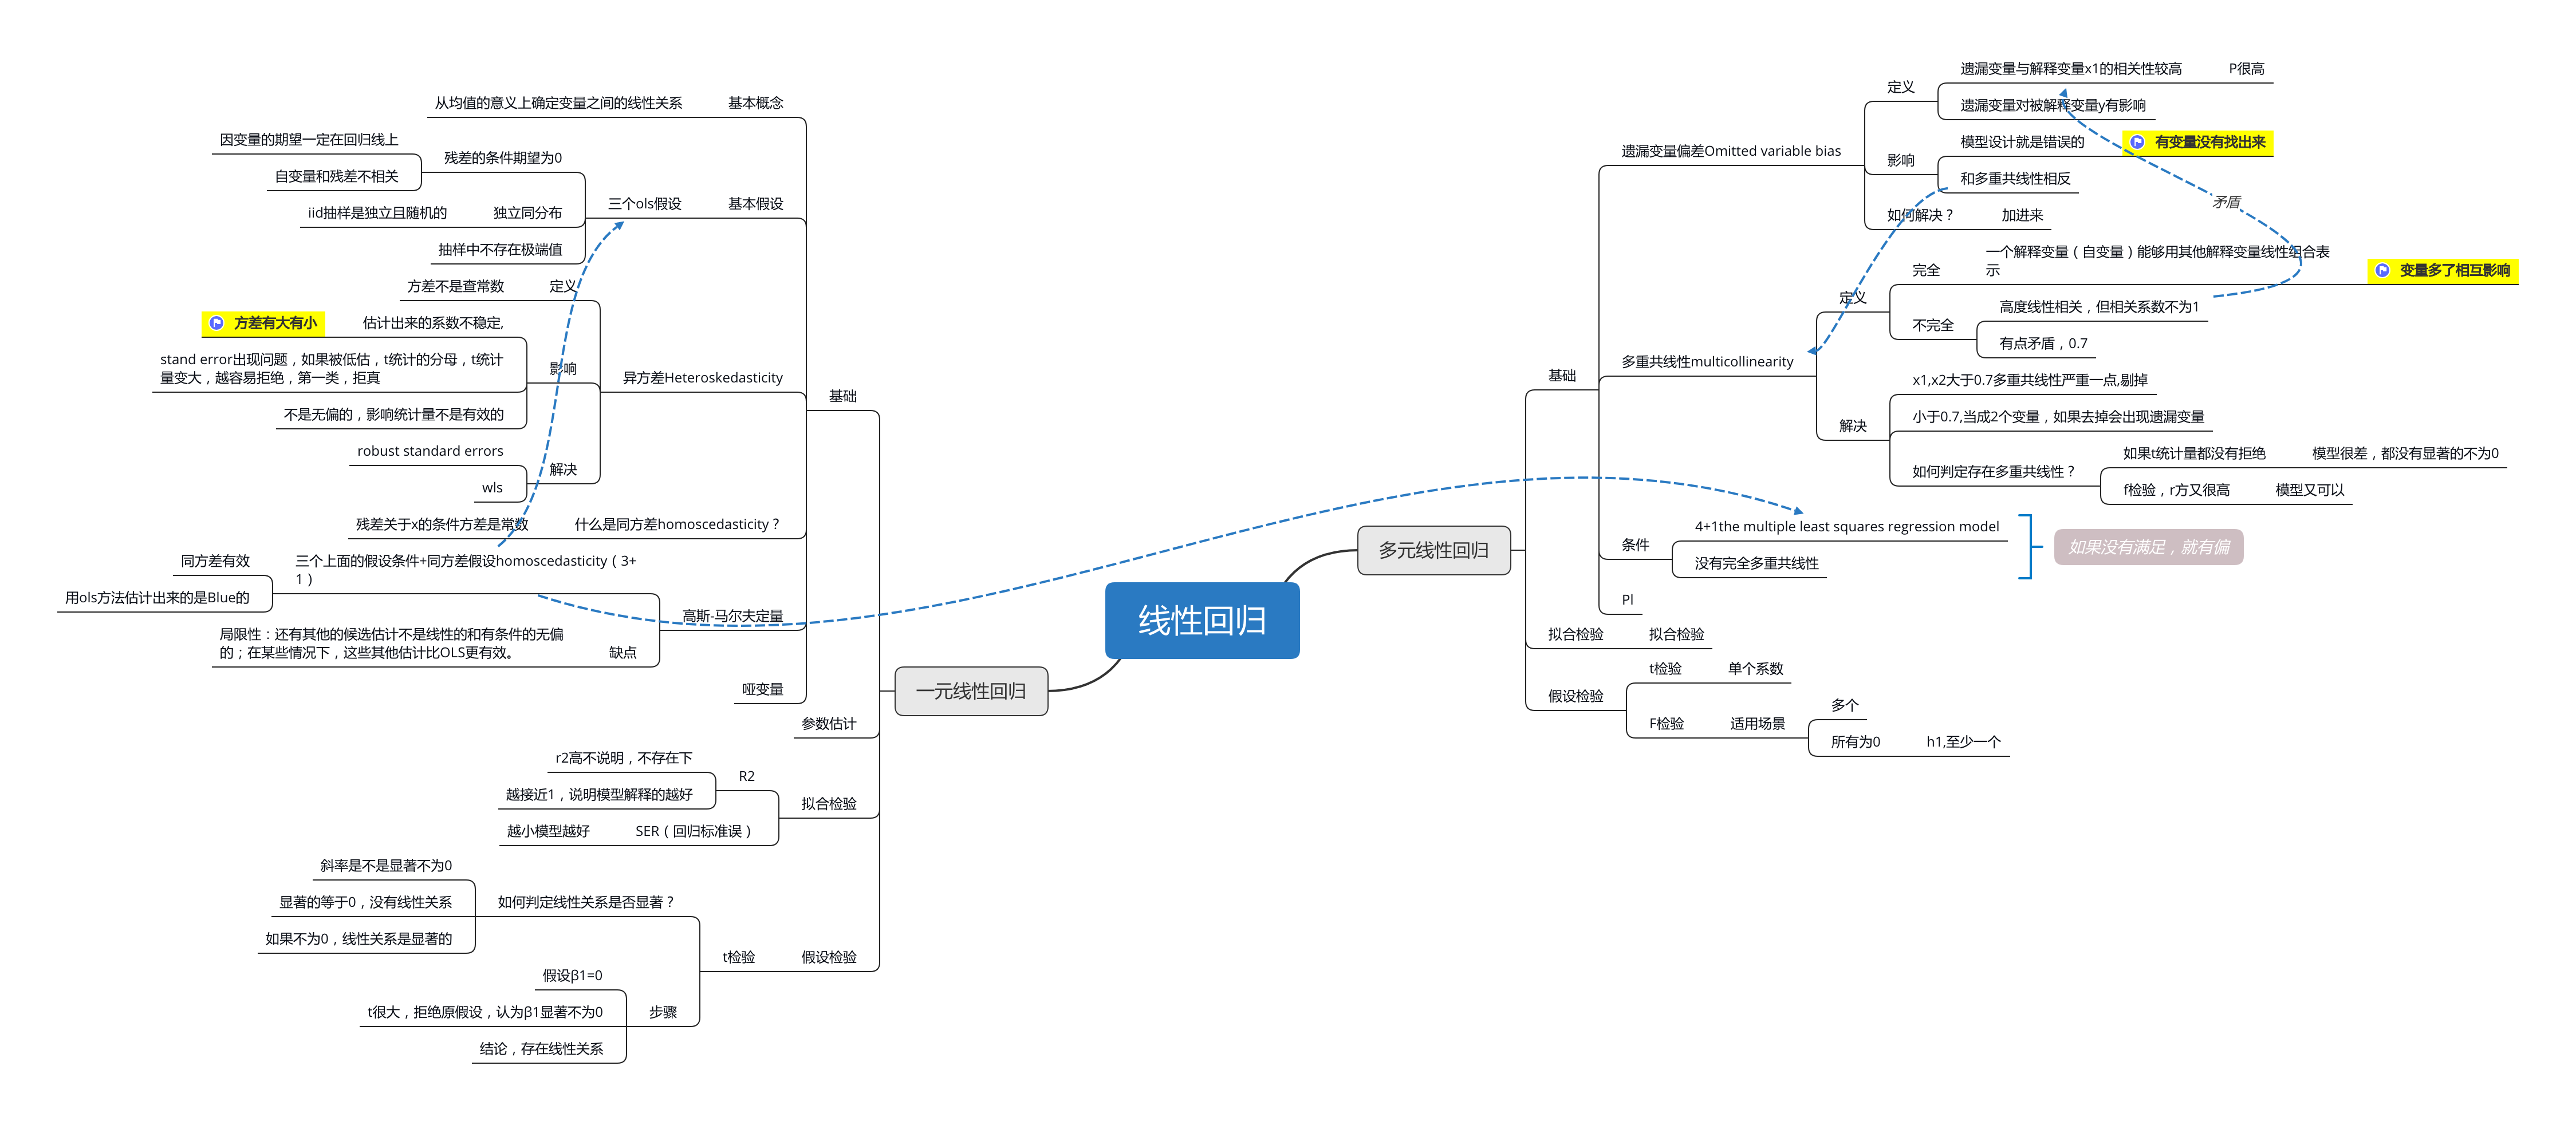 线性回归
一元线性回归
基础
基本概念
从均值的意义上确定变量之间的线性关系
基本假设
三个ols假设
残差的条件期望为0
因变量的期望一定在回归线上
自变量和残差不相关
独立同分布
iid抽样是独立且随机的
抽样中不存在极端值
异方差Heteroskedasticity
定义
方差不是查常数
影响
估计出来的系数不稳定,
方差有大有小
stand error出现问题，如果被低估，t统计的分母，t统计
量变大，越容易拒绝，第一类，拒真
不是无偏的，影响统计量不是有效的
解决
robust standard errors
wls
什么是同方差homoscedasticity？
残差关于x的条件方差是常数
高斯-马尔夫定量
三个上面的假设条件+同方差假设homoscedasticity（3+
1）
同方差有效
用ols方法估计出来的是Blue的
缺点
局限性：还有其他的候选估计不是线性的和有条件的无偏
的；在某些情况下，这些其他估计比OLS更有效。
哑变量
参数估计
拟合检验
R2
r2高不说明，不存在下
越接近1，说明模型解释的越好
SER（回归标准误）
越小模型越好
假设检验
t检验
如何判定线性关系是否显著？
斜率是不是显著不为0
显著的等于0，没有线性关系
如果不为0，线性关系是显著的
步骤
假设β1=0
t很大，拒绝原假设，认为β1显著不为0
结论，存在线性关系
多元线性回归
基础
遗漏变量偏差Omitted variable bias
定义
遗漏变量与解释变量x1的相关性较高
P很高
遗漏变量对被解释变量y有影响
影响
模型设计就是错误的
有变量没有找出来
和多重共线性相反
如何解决？
加进来
矛盾
多重共线性multicollinearity
定义
完全
一个解释变量（自变量）能够用其他解释变量线性组合表
示
变量多了相互影响
不完全
高度线性相关，但相关系数不为1
有点矛盾，0.7
解决
x1,x2大于0.7多重共线性严重一点,剔掉
小于0.7,当成2个变量，如果去掉会出现遗漏变量
如何判定存在多重共线性？
如果t统计量都没有拒绝
模型很差，都没有显著的不为0
f检验，r方又很高
模型又可以
条件
4+1the multiple least squares regression model
没有完全多重共线性
如果没有满足，就有偏
Pl
拟合检验
拟合检验
假设检验
t检验
单个系数
F检验
适用场景
多个
所有为0
h1,至少一个